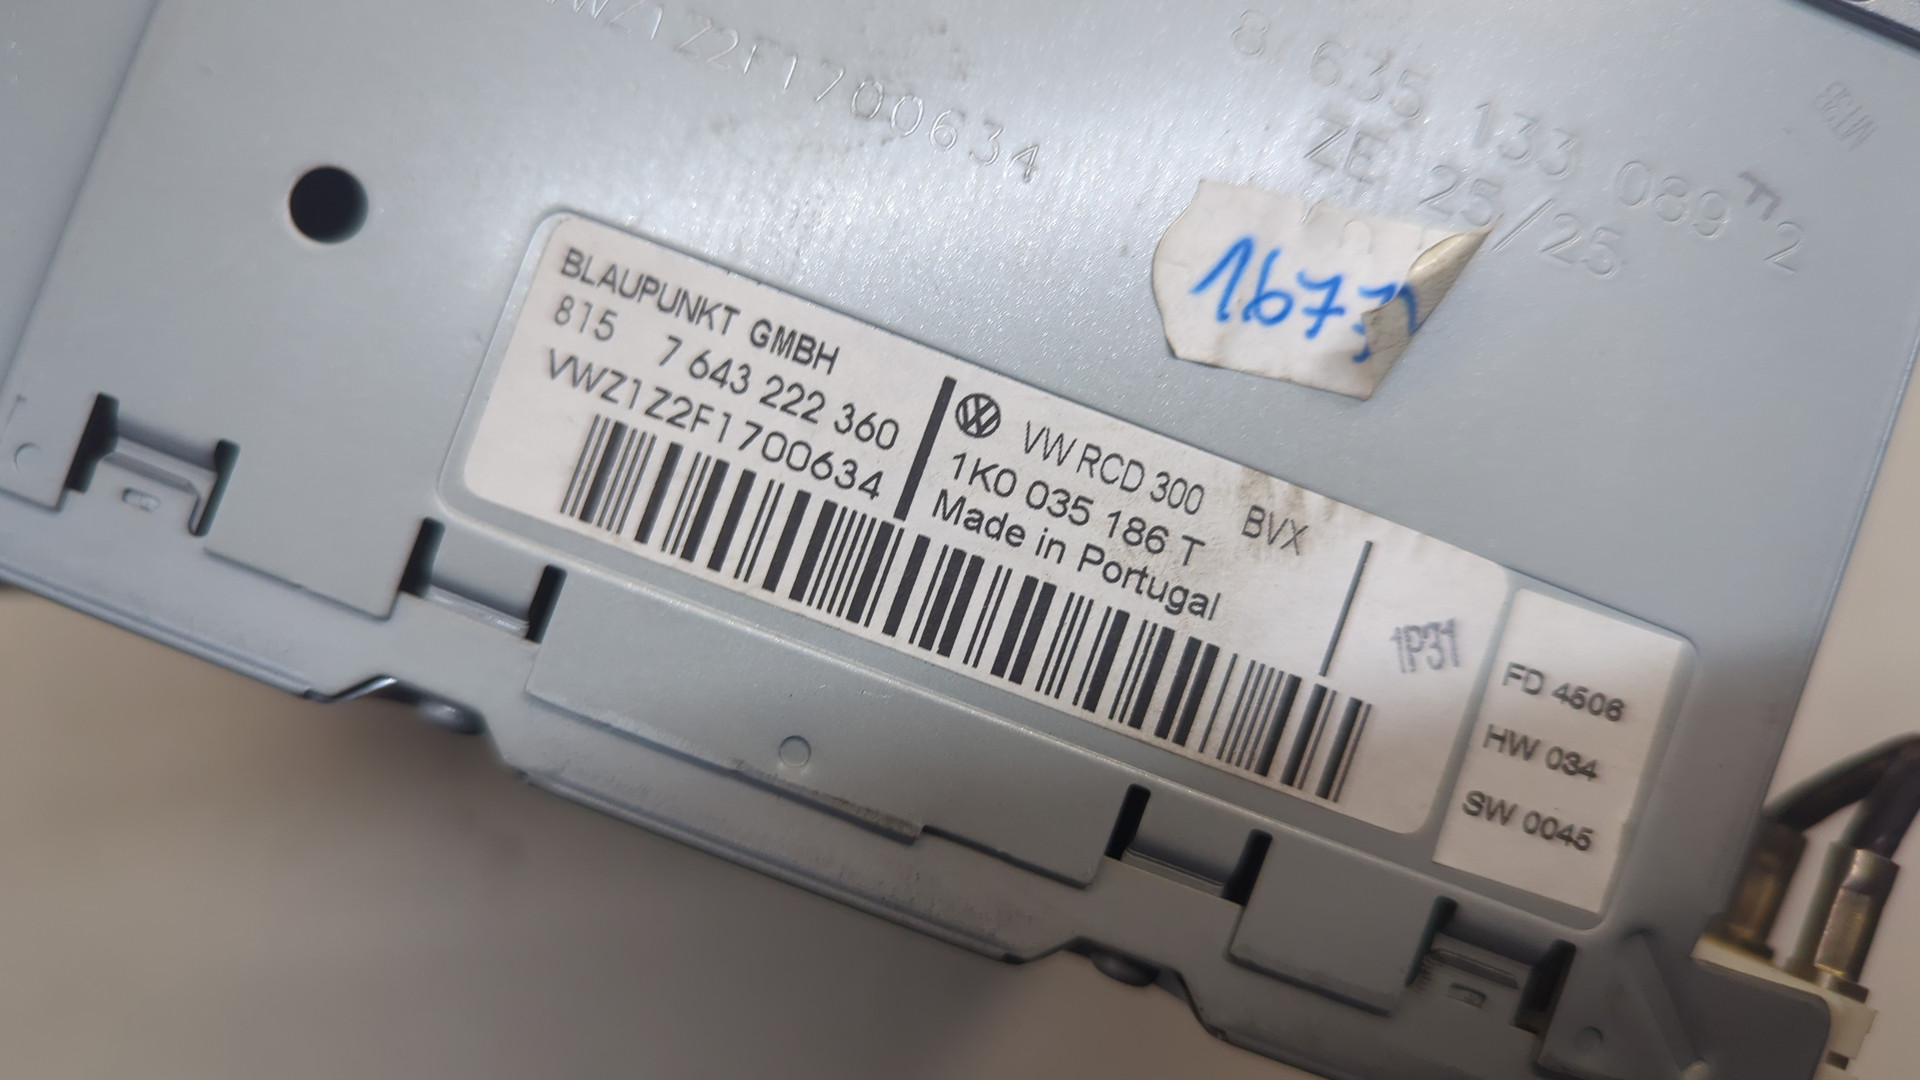 VWZ1Z2F1700634
8 635 133 089 F2
ZE 25/25
BLAUPUNKT GMBH
815 7 643 222 360
VWZ1Z2F1700634
VW RCD 300 BVX
1K0 035 186 T
Made in Portugal
1P31
FD 4506
HW 034
SW 0045